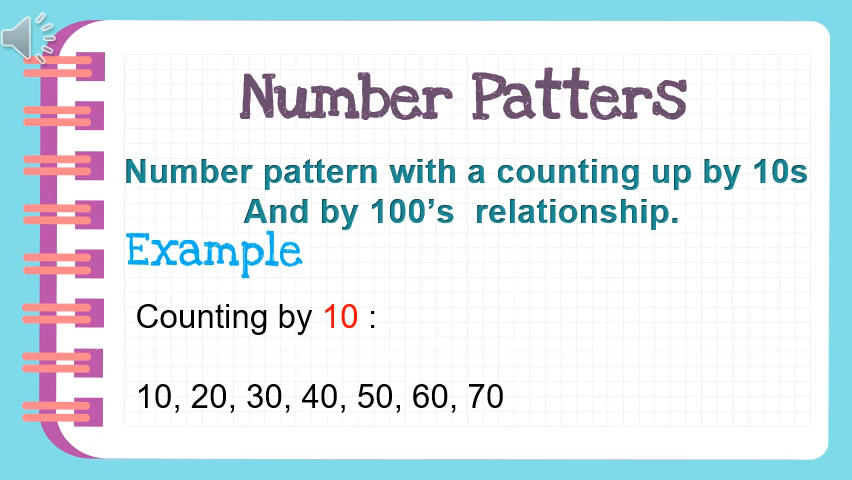 Number Patters
Number pattern with a counting up by 10s
And by 100’s relationship.
Example
Counting by 10 :
10, 20, 30, 40, 50, 60, 70